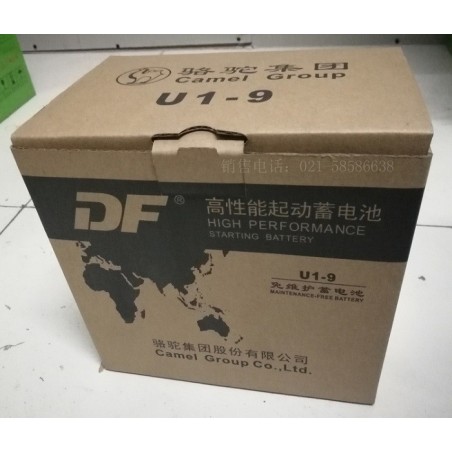 骆驼集团
Camel Group
U1-9
销售电话：021-58586638
DF®
高性能起动蓄电池
HIGH PERFORMANCE
STARTING BATTERY
U1-9
免维护蓄电池
MAINTENANCE-FREE BATTERY
骆驼集团股份有限公司
Camel Group Co.,Ltd.